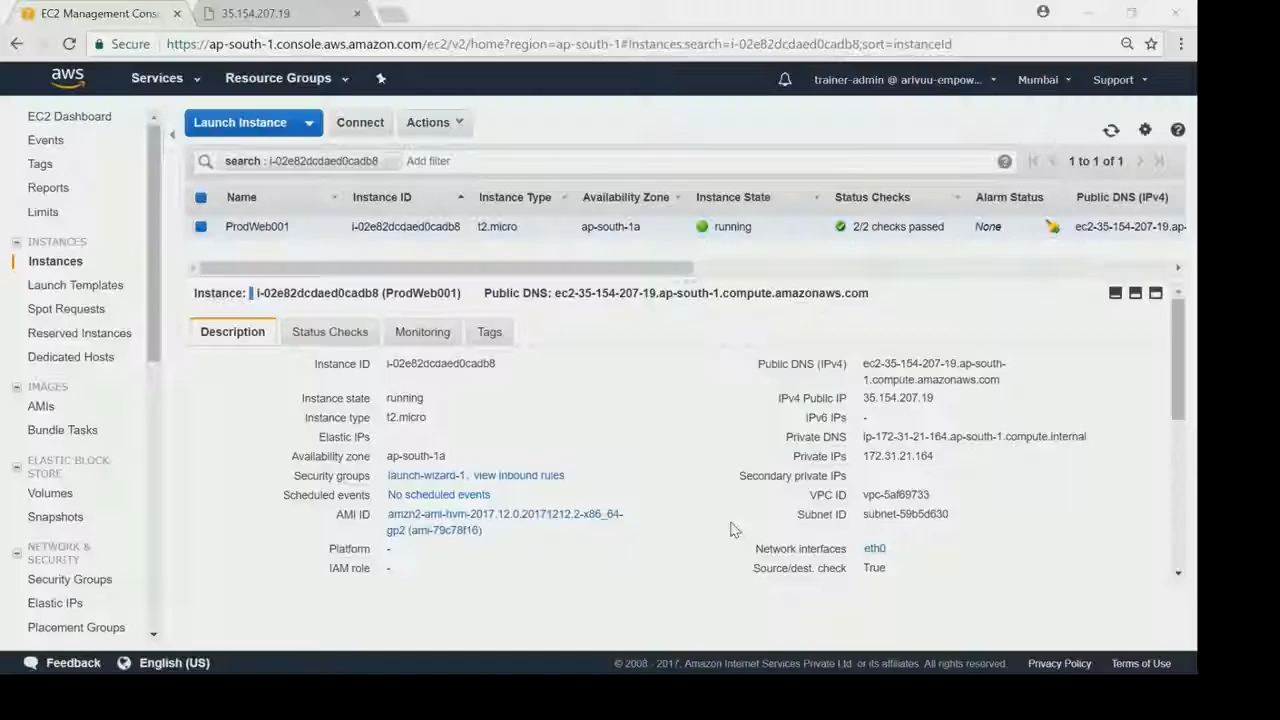 EC2 Management Cons
35.154.207.19
Secure
https://ap-south-1.console.aws.amazon.com/ec2/v2/home?region=ap-south-1#Instances:search=i-02e82dcdaed0cadb8;sort=instanceId
aws
Services
Resource Groups
trainer-admin @ arivuu-empow...
Mumbai
Support
EC2 Dashboard
Events
Tags
Reports
Limits
INSTANCES
Instances
Launch Templates
Spot Requests
Reserved Instances
Dedicated Hosts
IMAGES
AMIs
Bundle Tasks
ELASTIC BLOCK
STORE
Volumes
Snapshots
NETWORK &
SECURITY
Security Groups
Elastic IPs
Placement Groups
Launch Instance
Connect
Actions
search : i-02e82dcdaed0cadb8
Add filter
1 to 1 of 1
Name
Instance ID
Instance Type
Availability Zone
Instance State
Status Checks
Alarm Status
Public DNS (IPv4)
ProdWeb001
i-02e82dcdaed0cadb8
t2.micro
ap-south-1a
running
2/2 checks passed
None
ec2-35-154-207-19.ap-
Instance: i-02e82dcdaed0cadb8 (ProdWeb001)
Public DNS: ec2-35-154-207-19.ap-south-1.compute.amazonaws.com
Description
Status Checks
Monitoring
Tags
Instance ID
i-02e82dcdaed0cadb8
Instance state
running
Instance type
t2.micro
Elastic IPs
Availability zone
ap-south-1a
Security groups
launch-wizard-1. view inbound rules
Scheduled events
No scheduled events
AMI ID
amzn2-ami-hvm-2017.12.0.20171212.2-x86_64-
gp2 (ami-79c78f16)
Platform
-
IAM role
-
Public DNS (IPv4)
ec2-35-154-207-19.ap-south-
1.compute.amazonaws.com
IPv4 Public IP
35.154.207.19
IPv6 IPs
-
Private DNS
ip-172-31-21-164.ap-south-1.compute.internal
Private IPs
172.31.21.164
Secondary private IPs
VPC ID
vpc-5af69733
Subnet ID
subnet-59b5d630
Network interfaces
eth0
Source/dest. check
True
Feedback
English (US)
© 2008 - 2017, Amazon Internet Services Private Ltd. or its affiliates. All rights reserved.
Privacy Policy
Terms of Use